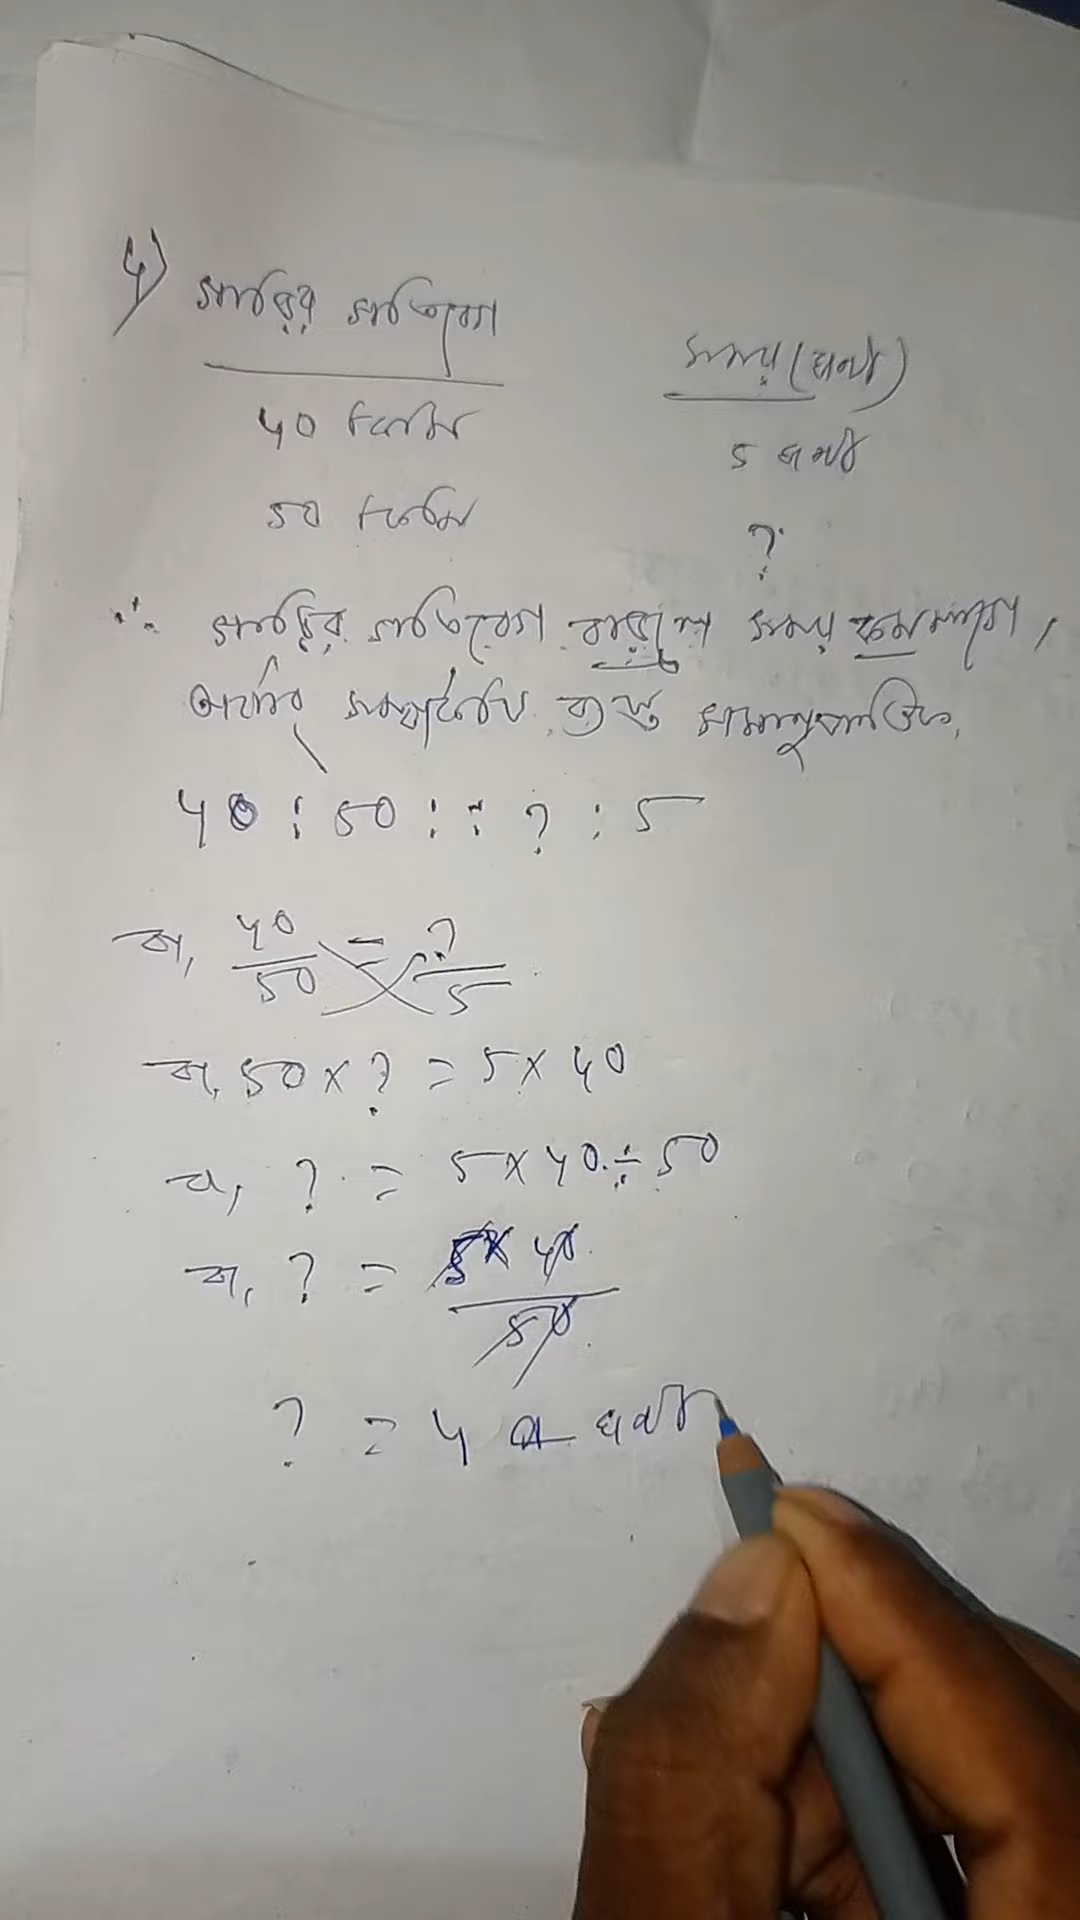 4)
গাড়ির গতিবেগ	সময় (ঘন্টা)
40 কিমি	5 ঘন্টা
50 কিমি	?
∴ গাড়ির গতিবেগ বাড়লে সময় কম লাগে,
অর্থাৎ সম্পর্কটি ব্যস্ত সমানুপাতিক,
40 : 50 :: ? : 5
বা, 40/50 = ?/5
বা, 50 × ? = 5 × 40
বা, ? = 5 × 40 ÷ 50
বা, ? = 5 × 40 / 50
? = 4 ঘন্টা